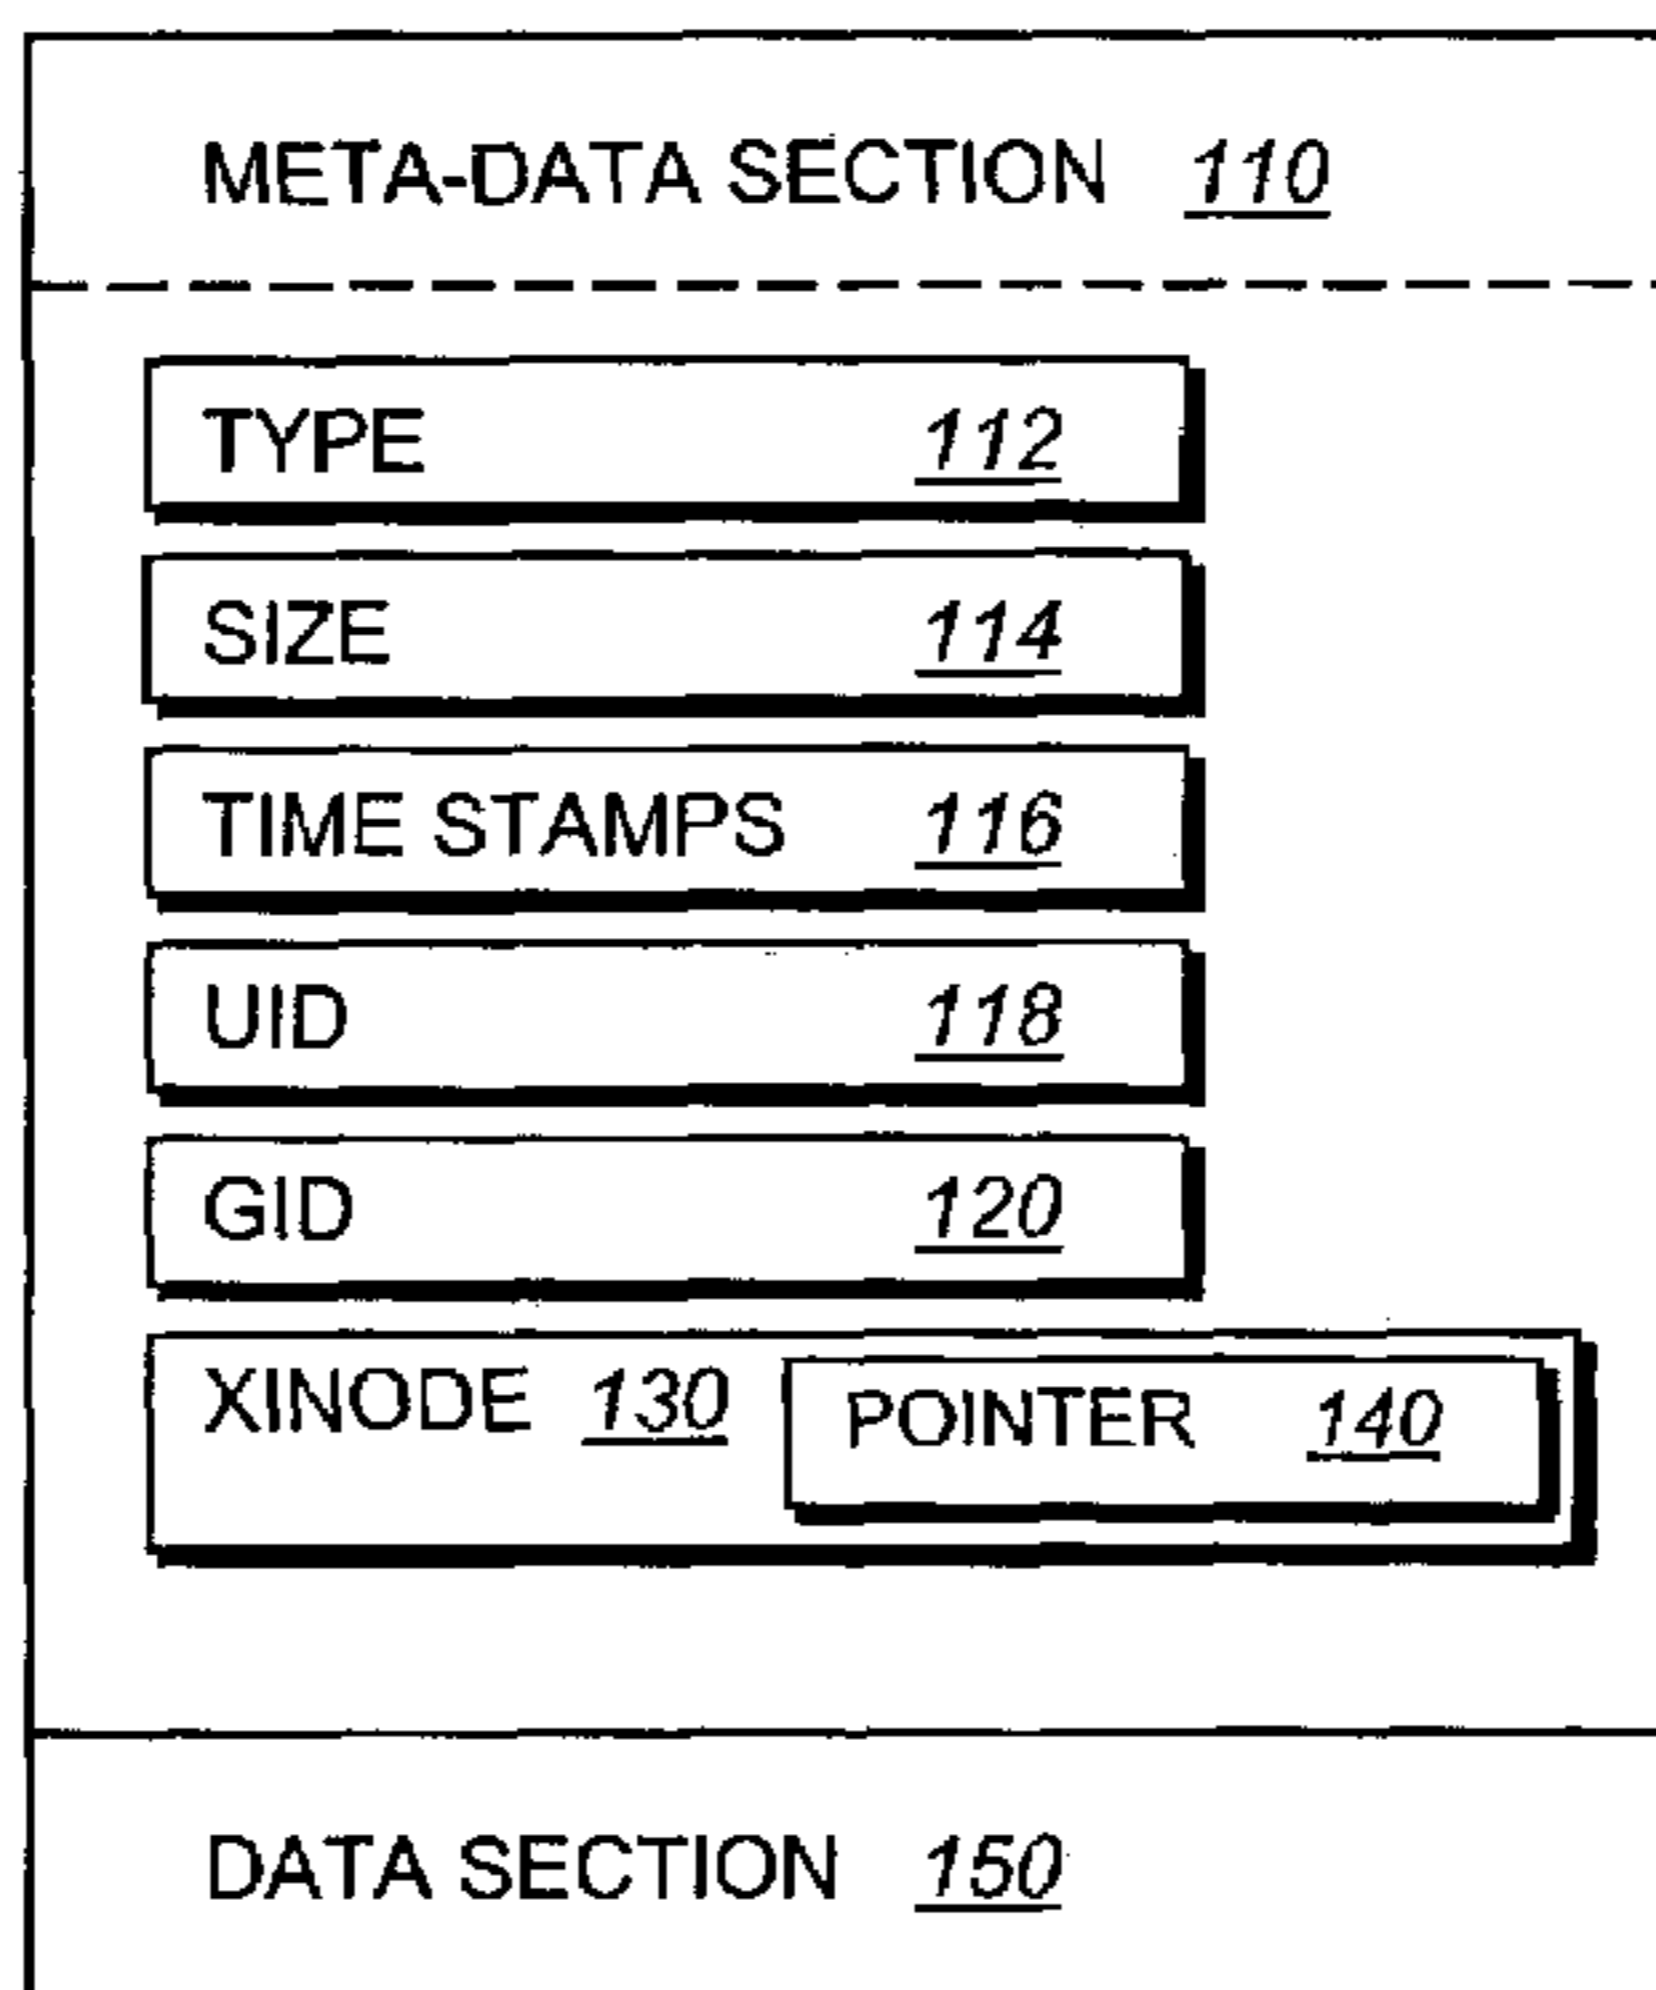 META-DATA SECTION 110
TYPE 112
SIZE 114
TIME STAMPS 116
UID 118
GID 120
XINODE 130 POINTER 140
DATA SECTION 150